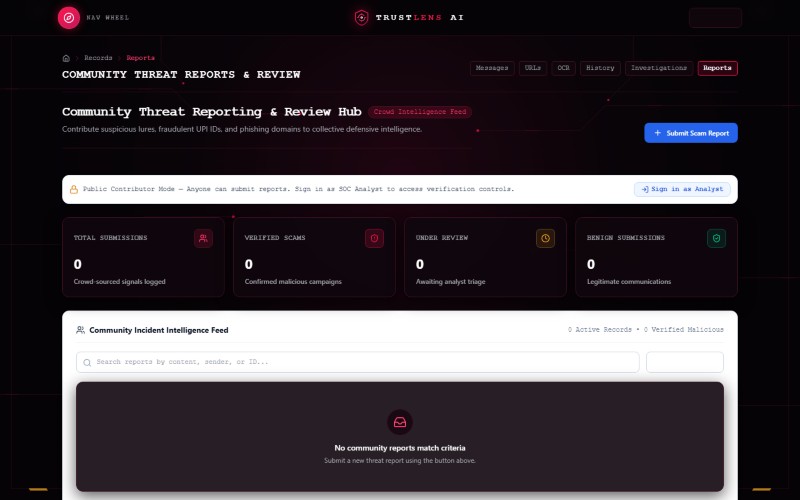 NAV WHEEL
TRUSTLENS AI
Records > Reports
COMMUNITY THREAT REPORTS & REVIEW
Messages URLs OCR History Investigations Reports
Community Threat Reporting & Review Hub
Crowd Intelligence Feed
Contribute suspicious lures, fraudulent UPI IDs, and phishing domains to collective defensive intelligence.
+ Submit Scam Report
Public Contributor Mode — Anyone can submit reports. Sign in as SOC Analyst to access verification controls.
Sign in as Analyst
TOTAL SUBMISSIONS
0
Crowd-sourced signals logged
VERIFIED SCAMS
0
Confirmed malicious campaigns
UNDER REVIEW
0
Awaiting analyst triage
BENIGN SUBMISSIONS
0
Legitimate communications
Community Incident Intelligence Feed
0 Active Records • 0 Verified Malicious
Search reports by content, sender, or ID...
No community reports match criteria
Submit a new threat report using the button above.